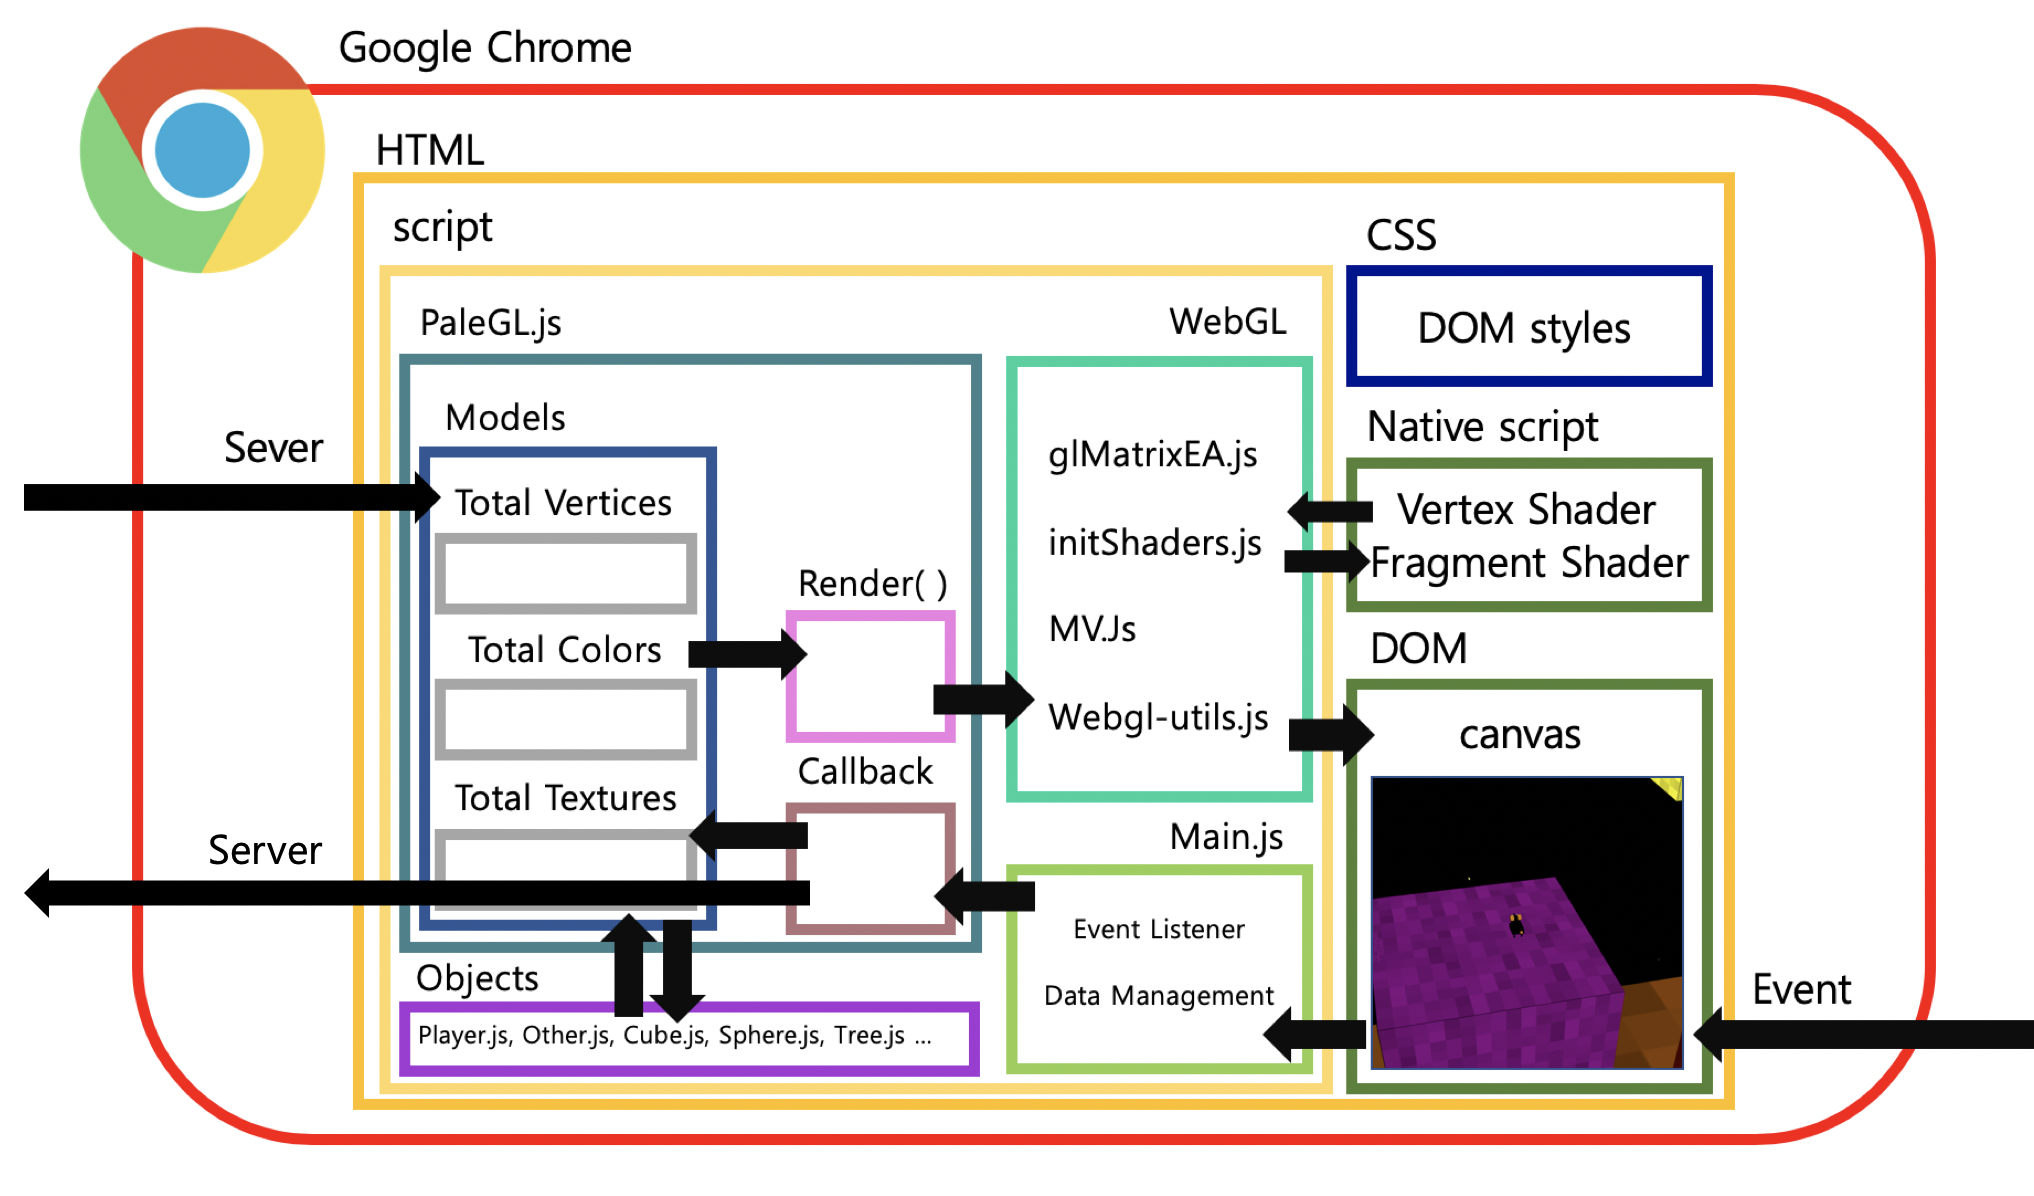 Google Chrome
HTML
script
CSS
DOM styles
PaleGL.js
WebGL
Models
Sever
Total Vertices
glMatrixEA.js
Native script
Vertex Shader
Fragment Shader
initShaders.js
Render( )
Total Colors
MV.Js
DOM
Webgl-utils.js
canvas
Callback
Total Textures
Server
Main.js
Event Listener
Data Management
Event
Objects
Player.js, Other.js, Cube.js, Sphere.js, Tree.js ...